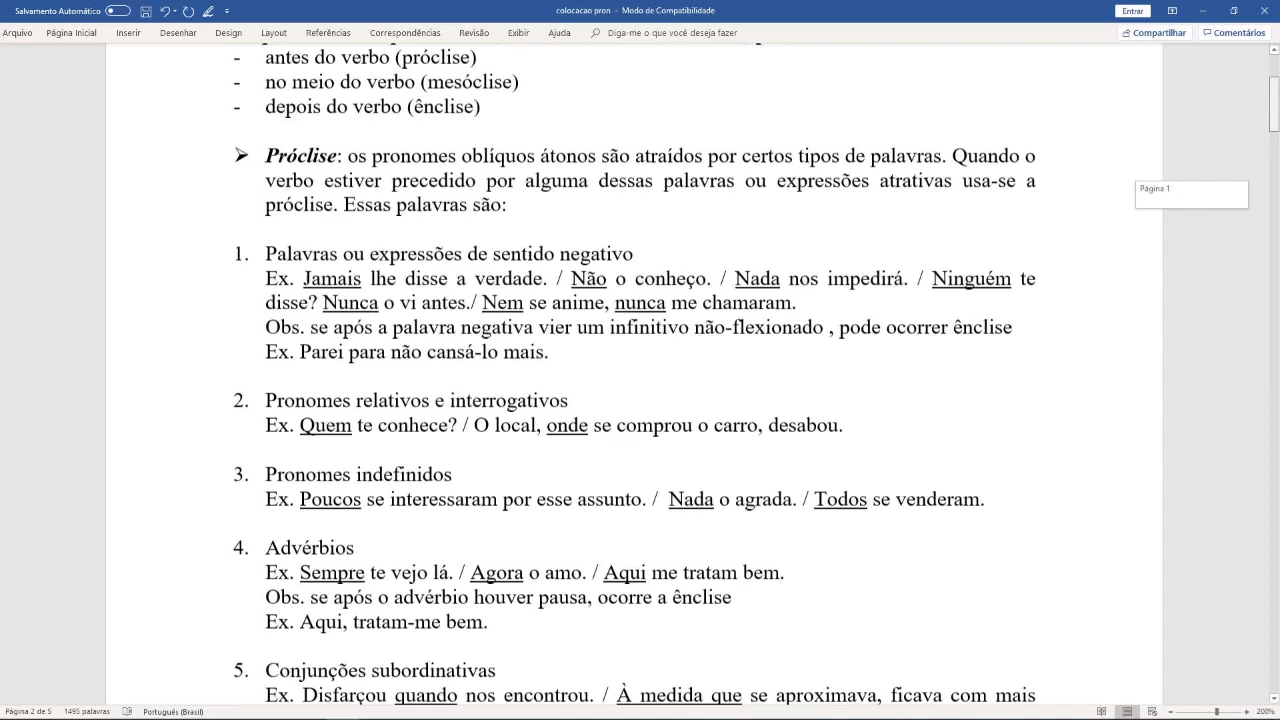 Salvamento Automático
colocacao pron - Modo de Compatibilidade
Entrar
Arquivo Página Inicial Inserir Desenhar Design Layout Referências Correspondências Revisão Exibir Ajuda Diga-me o que você deseja fazer Compartilhar Comentários
- antes do verbo (próclise)
- no meio do verbo (mesóclise)
- depois do verbo (ênclise)
➢ Próclise: os pronomes oblíquos átonos são atraídos por certos tipos de palavras. Quando o
verbo estiver precedido por alguma dessas palavras ou expressões atrativas usa-se a
próclise. Essas palavras são:
Página 1
1. Palavras ou expressões de sentido negativo
Ex. Jamais lhe disse a verdade. / Não o conheço. / Nada nos impedirá. / Ninguém te
disse? Nunca o vi antes./ Nem se anime, nunca me chamaram.
Obs. se após a palavra negativa vier um infinitivo não-flexionado , pode ocorrer ênclise
Ex. Parei para não cansá-lo mais.
2. Pronomes relativos e interrogativos
Ex. Quem te conhece? / O local, onde se comprou o carro, desabou.
3. Pronomes indefinidos
Ex. Poucos se interessaram por esse assunto. / Nada o agrada. / Todos se venderam.
4. Advérbios
Ex. Sempre te vejo lá. / Agora o amo. / Aqui me tratam bem.
Obs. se após o advérbio houver pausa, ocorre a ênclise
Ex. Aqui, tratam-me bem.
5. Conjunções subordinativas
Ex. Disfarçou quando nos encontrou. / À medida que se aproximava, ficava com mais
Página 2 de 5 1495 palavras Português (Brasil) 200%